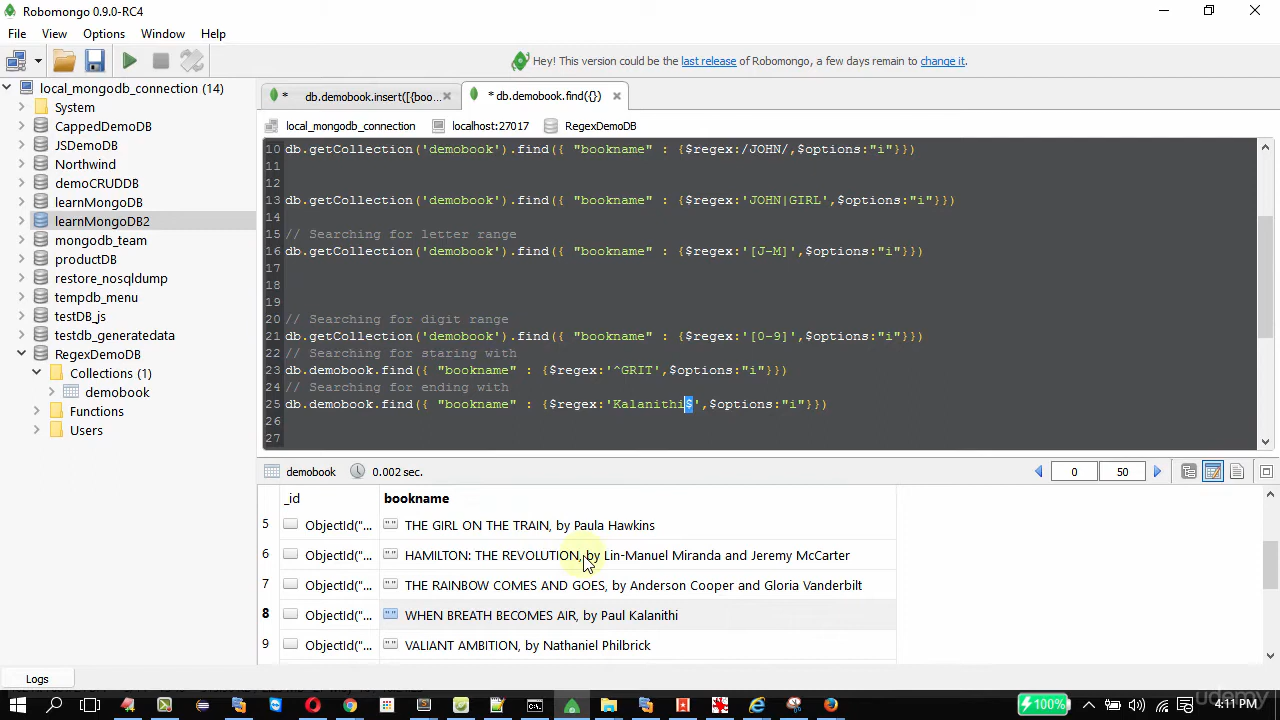 Robomongo 0.9.0-RC4
File View Options Window Help
Hey! This version could be the last release of Robomongo, a few days remain to change it.
local_mongodb_connection (14)
System
CappedDemoDB
JSDemoDB
Northwind
demoCRUDDB
learnMongoDB
learnMongoDB2
mongodb_team
productDB
restore_nosqldump
tempdb_menu
testDB_js
testdb_generatedata
RegexDemoDB
Collections (1)
demobook
Functions
Users
* db.demobook.insert([{boo... * db.demobook.find({})
local_mongodb_connection localhost:27017 RegexDemoDB
10 db.getCollection('demobook').find({ "bookname" : {$regex:/JOHN/,$options:"i"}})
11
12
13 db.getCollection('demobook').find({ "bookname" : {$regex:'JOHN|GIRL',$options:"i"}})
14
15 // Searching for letter range
16 db.getCollection('demobook').find({ "bookname" : {$regex:'[J-M]',$options:"i"}})
17
18
19
20 // Searching for digit range
21 db.getCollection('demobook').find({ "bookname" : {$regex:'[0-9]',$options:"i"}})
22 // Searching for staring with
23 db.demobook.find({ "bookname" : {$regex:'^GRIT',$options:"i"}})
24 // Searching for ending with
25 db.demobook.find({ "bookname" : {$regex:'Kalanithi$',$options:"i"}})
26
27
demobook 0.002 sec. 0 50
_id bookname
5 ObjectId("... "" THE GIRL ON THE TRAIN, by Paula Hawkins
6 ObjectId("... "" HAMILTON: THE REVOLUTION, by Lin-Manuel Miranda and Jeremy McCarter
7 ObjectId("... "" THE RAINBOW COMES AND GOES, by Anderson Cooper and Gloria Vanderbilt
8 ObjectId("... "" WHEN BREATH BECOMES AIR, by Paul Kalanithi
9 ObjectId("... "" VALIANT AMBITION, by Nathaniel Philbrick
Logs
100% 4:11 PM
udemy